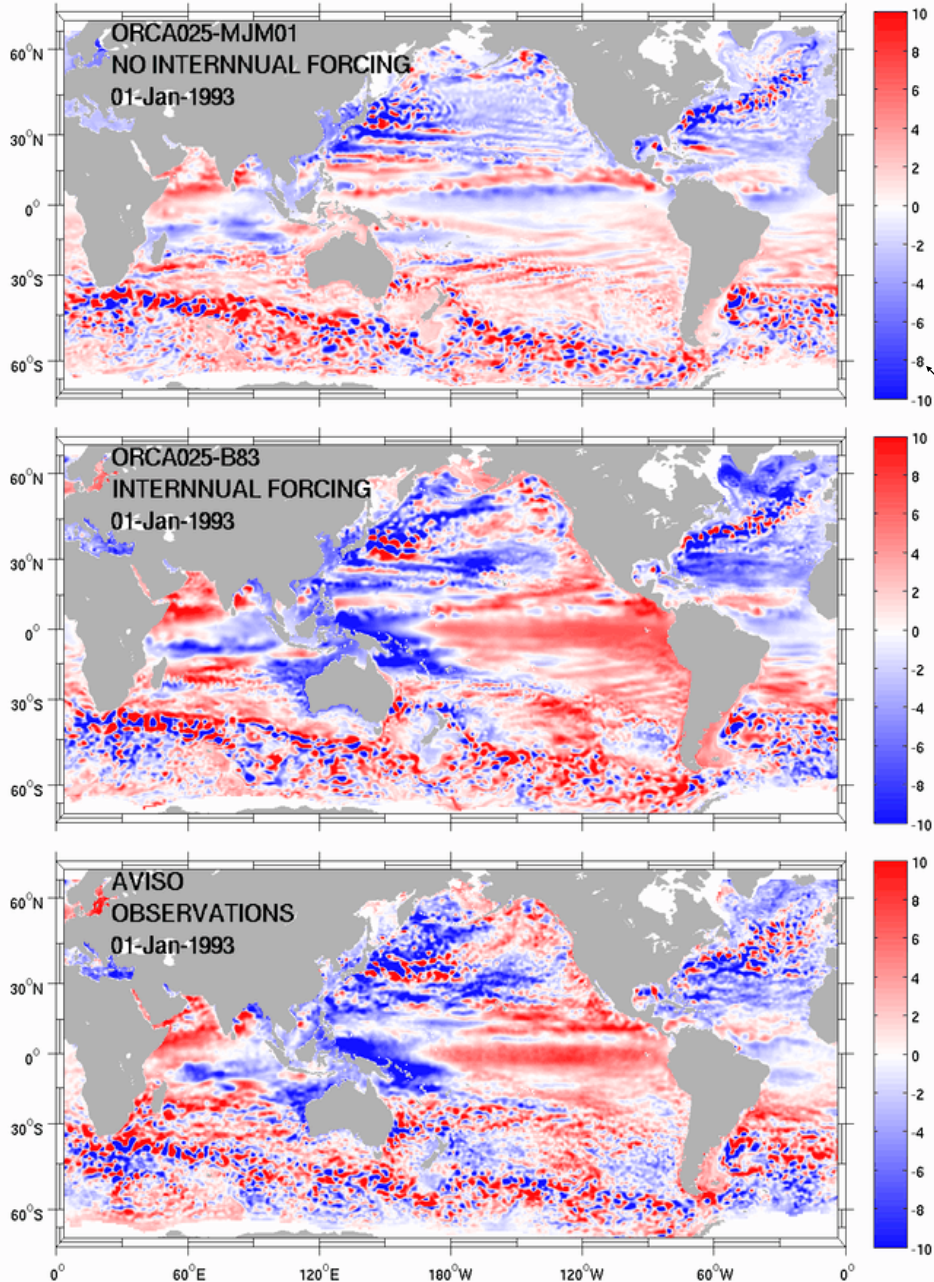 ORCA025-MJM01
NO INTERNNUAL FORCING
01-Jan-1993
60°N
30°N
0°
30°S
60°S
10
8
6
4
2
0
-2
-4
-6
-8
-10
ORCA025-B83
INTERNNUAL FORCING
01-Jan-1993
60°N
30°N
0°
30°S
60°S
10
8
6
4
2
0
-2
-4
-6
-8
-10
AVISO
OBSERVATIONS
01-Jan-1993
60°N
30°N
0°
30°S
60°S
10
8
6
4
2
0
-2
-4
-6
-8
-10
0° 60°E 120°E 180°W 120°W 60°W 0°